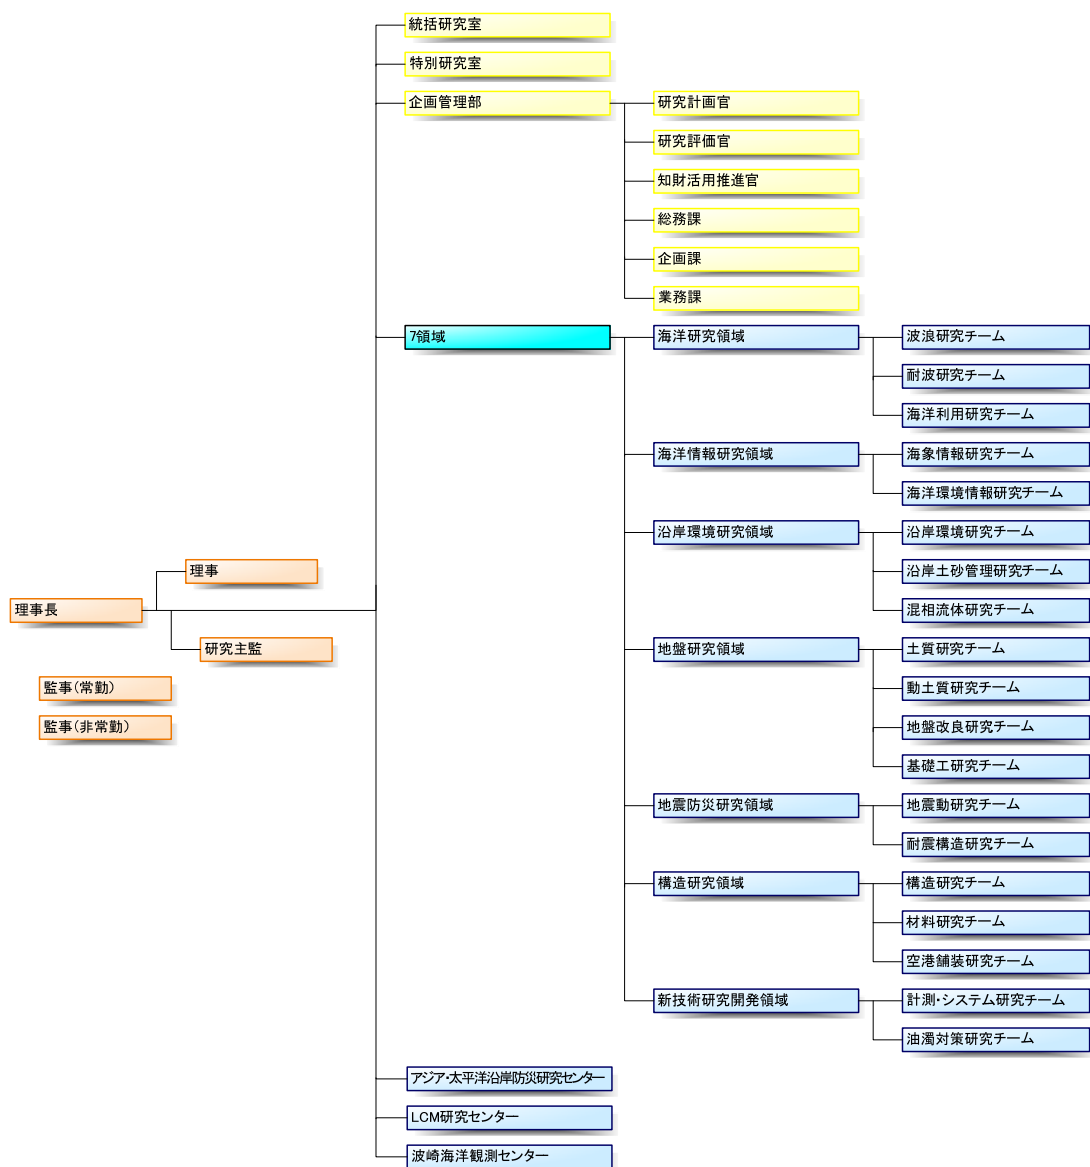 統括研究室
特別研究室
企画管理部
研究計画官
研究評価官
知財活用推進官
総務課
企画課
業務課
7領域
海洋研究領域
波浪研究チーム
耐波研究チーム
海洋利用研究チーム
海洋情報研究領域
海象情報研究チーム
海洋環境情報研究チーム
沿岸環境研究領域
沿岸環境研究チーム
沿岸土砂管理研究チーム
混相流体研究チーム
理事
理事長
研究主監
監事(常勤)
監事(非常勤)
地盤研究領域
土質研究チーム
動土質研究チーム
地盤改良研究チーム
基礎工研究チーム
地震防災研究領域
地震動研究チーム
耐震構造研究チーム
構造研究領域
構造研究チーム
材料研究チーム
空港舗装研究チーム
新技術研究開発領域
計測・システム研究チーム
油濁対策研究チーム
アジア・太平洋沿岸防災研究センター
LCM研究センター
波崎海洋観測センター